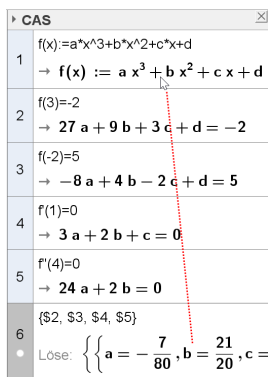 CAS
1
f(x):=a*x^3+b*x^2+c*x+d
→ f(x) := a x³ + b x² + c x + d
2
f(3)=-2
→ 27 a + 9 b + 3 c + d = −2
3
f(-2)=5
→ −8 a + 4 b − 2 c + d = 5
4
f'(1)=0
→ 3 a + 2 b + c = 0
5
f''(4)=0
→ 24 a + 2 b = 0
6
{$2, $3, $4, $5}
Löse: {{a = − 7/80 , b = 21/20 , c =